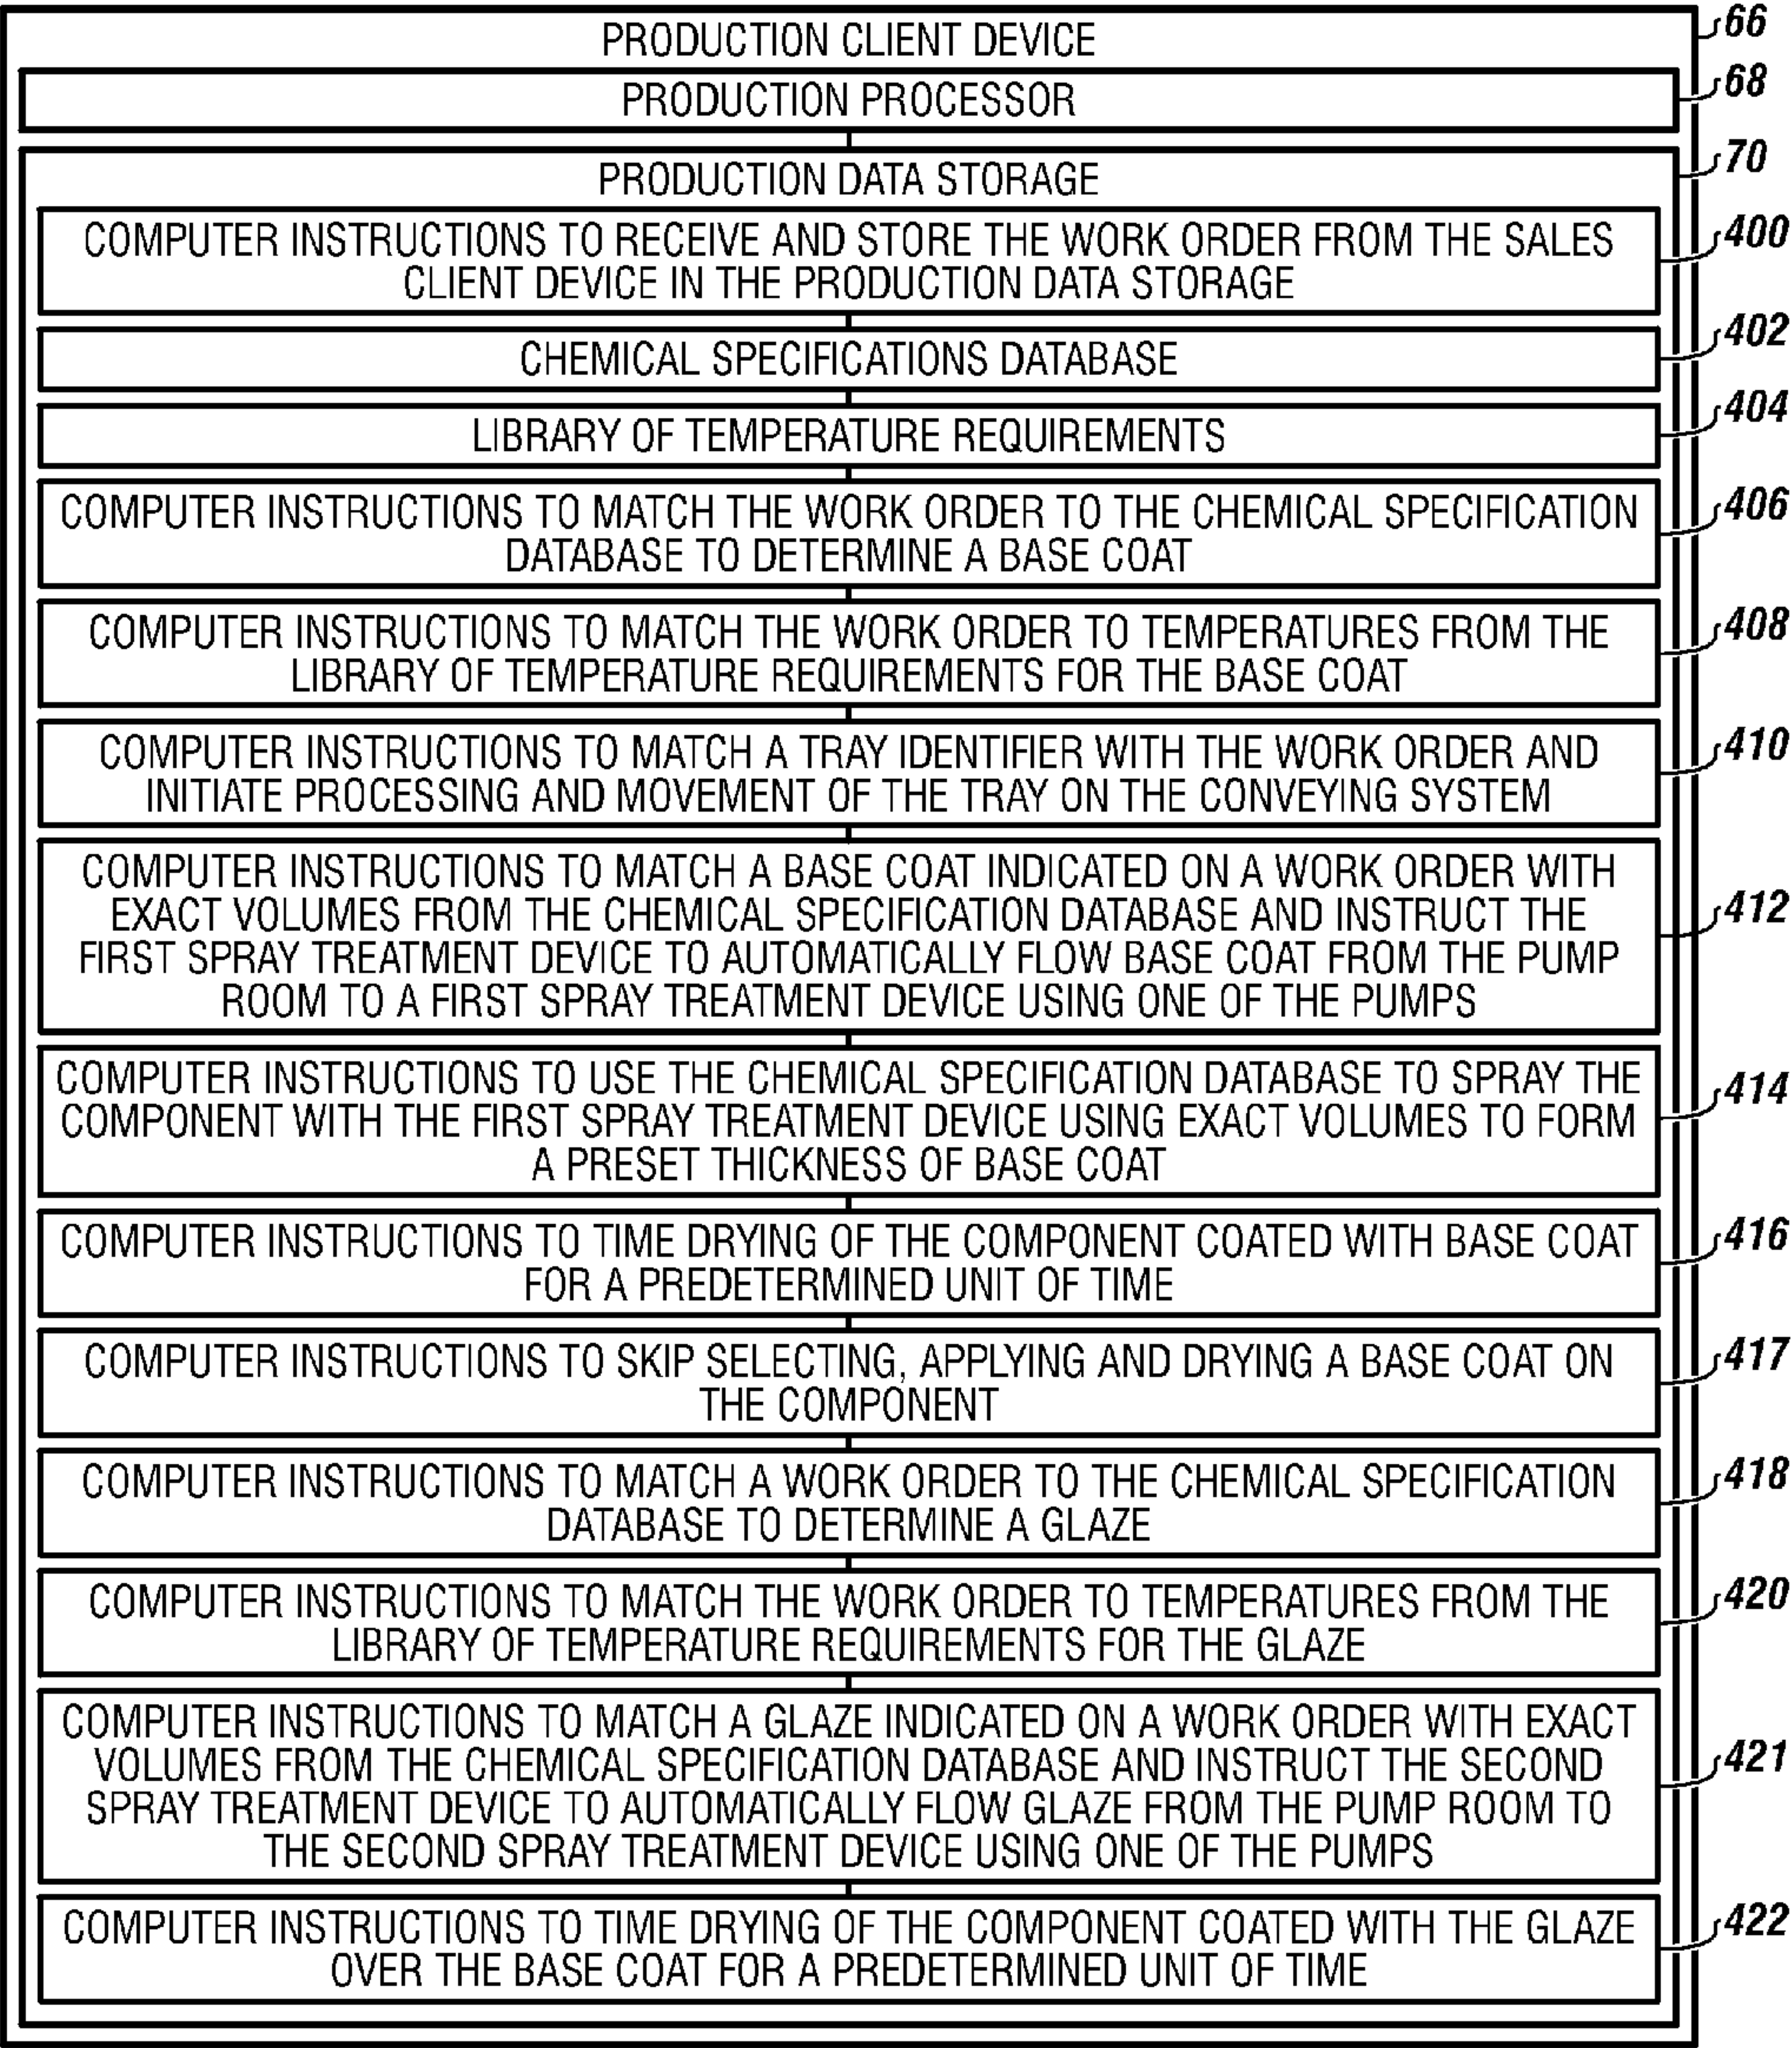 PRODUCTION CLIENT DEVICE
66
PRODUCTION PROCESSOR
68
PRODUCTION DATA STORAGE
70
COMPUTER INSTRUCTIONS TO RECEIVE AND STORE THE WORK ORDER FROM THE SALES
CLIENT DEVICE IN THE PRODUCTION DATA STORAGE
400
CHEMICAL SPECIFICATIONS DATABASE
402
LIBRARY OF TEMPERATURE REQUIREMENTS
404
COMPUTER INSTRUCTIONS TO MATCH THE WORK ORDER TO THE CHEMICAL SPECIFICATION
DATABASE TO DETERMINE A BASE COAT
406
COMPUTER INSTRUCTIONS TO MATCH THE WORK ORDER TO TEMPERATURES FROM THE
LIBRARY OF TEMPERATURE REQUIREMENTS FOR THE BASE COAT
408
COMPUTER INSTRUCTIONS TO MATCH A TRAY IDENTIFIER WITH THE WORK ORDER AND
INITIATE PROCESSING AND MOVEMENT OF THE TRAY ON THE CONVEYING SYSTEM
410
COMPUTER INSTRUCTIONS TO MATCH A BASE COAT INDICATED ON A WORK ORDER WITH
EXACT VOLUMES FROM THE CHEMICAL SPECIFICATION DATABASE AND INSTRUCT THE
FIRST SPRAY TREATMENT DEVICE TO AUTOMATICALLY FLOW BASE COAT FROM THE PUMP
ROOM TO A FIRST SPRAY TREATMENT DEVICE USING ONE OF THE PUMPS
412
COMPUTER INSTRUCTIONS TO USE THE CHEMICAL SPECIFICATION DATABASE TO SPRAY THE
COMPONENT WITH THE FIRST SPRAY TREATMENT DEVICE USING EXACT VOLUMES TO FORM
A PRESET THICKNESS OF BASE COAT
414
COMPUTER INSTRUCTIONS TO TIME DRYING OF THE COMPONENT COATED WITH BASE COAT
FOR A PREDETERMINED UNIT OF TIME
416
COMPUTER INSTRUCTIONS TO SKIP SELECTING, APPLYING AND DRYING A BASE COAT ON
THE COMPONENT
417
COMPUTER INSTRUCTIONS TO MATCH A WORK ORDER TO THE CHEMICAL SPECIFICATION
DATABASE TO DETERMINE A GLAZE
418
COMPUTER INSTRUCTIONS TO MATCH THE WORK ORDER TO TEMPERATURES FROM THE
LIBRARY OF TEMPERATURE REQUIREMENTS FOR THE GLAZE
420
COMPUTER INSTRUCTIONS TO MATCH A GLAZE INDICATED ON A WORK ORDER WITH EXACT
VOLUMES FROM THE CHEMICAL SPECIFICATION DATABASE AND INSTRUCT THE SECOND
SPRAY TREATMENT DEVICE TO AUTOMATICALLY FLOW GLAZE FROM THE PUMP ROOM TO
THE SECOND SPRAY TREATMENT DEVICE USING ONE OF THE PUMPS
421
COMPUTER INSTRUCTIONS TO TIME DRYING OF THE COMPONENT COATED WITH THE GLAZE
OVER THE BASE COAT FOR A PREDETERMINED UNIT OF TIME
422